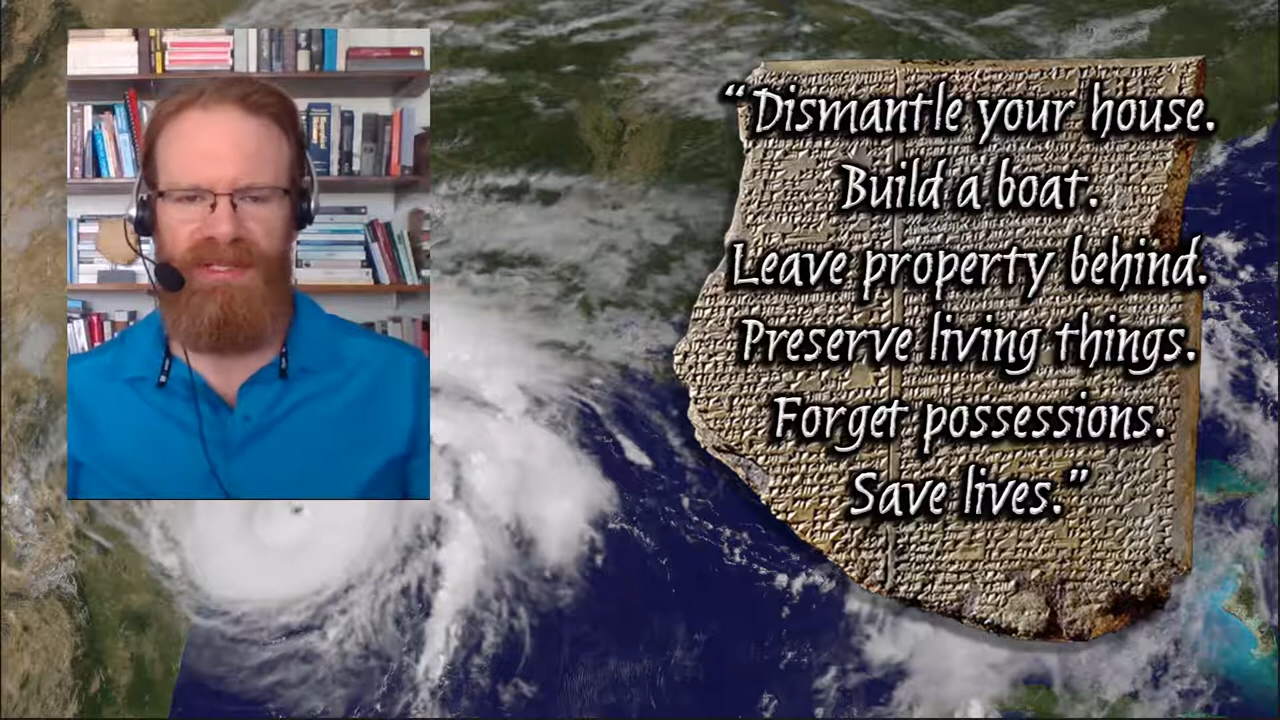 “Dismantle your house.
Build a boat.
Leave property behind.
Preserve living things.
Forget possessions.
Save lives.”